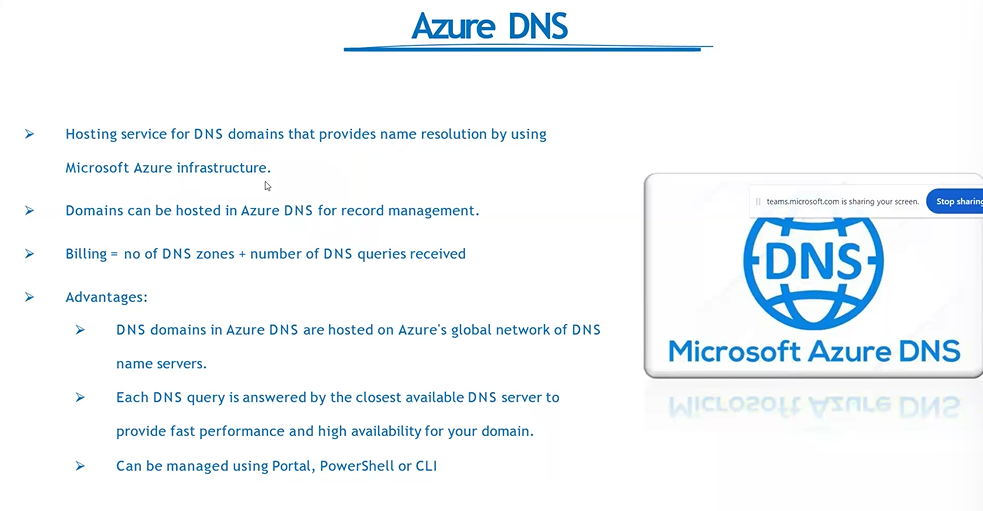 Azure DNS
Hosting service for DNS domains that provides name resolution by using
Microsoft Azure infrastructure.
Domains can be hosted in Azure DNS for record management.
Billing = no of DNS zones + number of DNS queries received
Advantages:
DNS domains in Azure DNS are hosted on Azure's global network of DNS
name servers.
Each DNS query is answered by the closest available DNS server to
provide fast performance and high availability for your domain.
Can be managed using Portal, PowerShell or CLI
teams.microsoft.com is sharing your screen.
Stop sharing
DNS
Microsoft Azure DNS